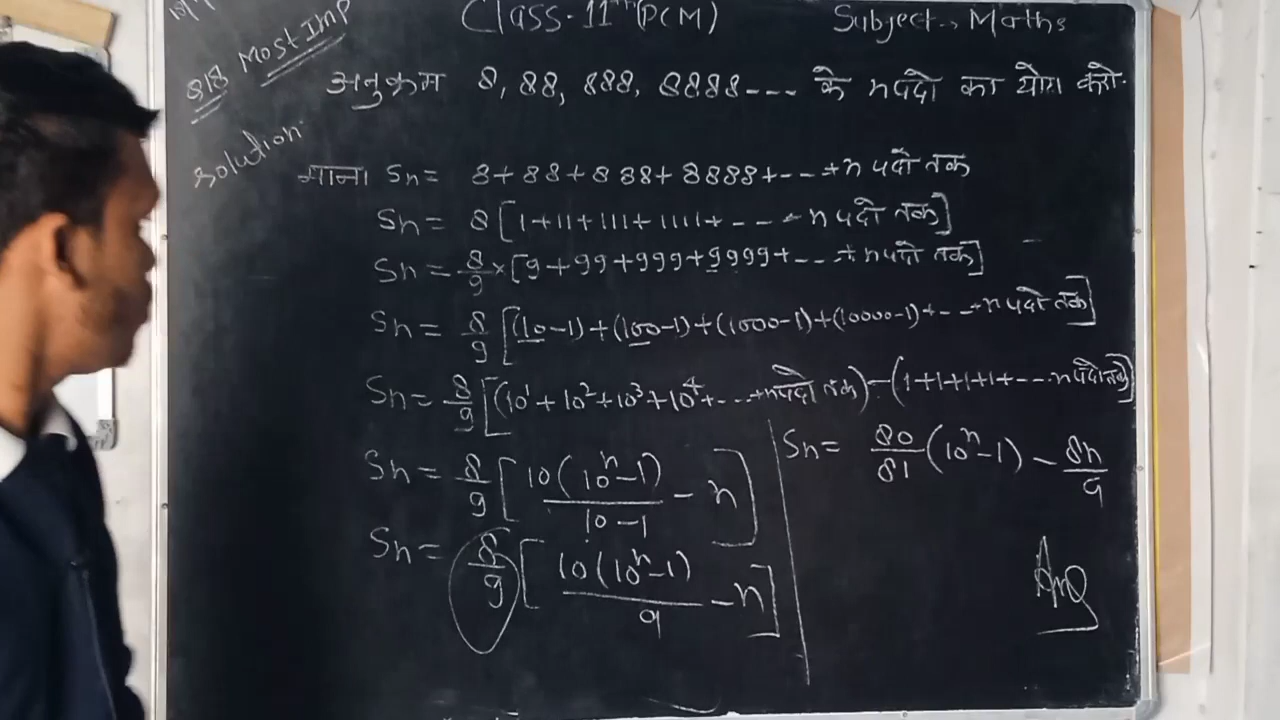 Class-11th (PCM) Subject → Maths
818 Most Imp
अनुक्रम 8, 88, 888, 8888--- के n पदो का योग करो.
Solution.
माना Sn = 8+88+888+8888+---+n पदो तक
Sn = 8[1+11+111+1111+--- n पदो तक]
Sn = 8/9 × [9+99+999+9999+---+n पदो तक]
Sn = 8/9 [(10-1)+(100-1)+(1000-1)+(10000-1)+---+n पदो तक]
Sn = 8/9 [(10¹+10²+10³+10⁴+---+n पदो तक)-(1+1+1+1+--- n पदो तक)]
Sn = 8/9 [10(10ⁿ-1)/10-1 - n]
Sn = 8/9 [10(10ⁿ-1)/9 - n]
Sn = 80/81 (10ⁿ-1) - 8n/9
Ans